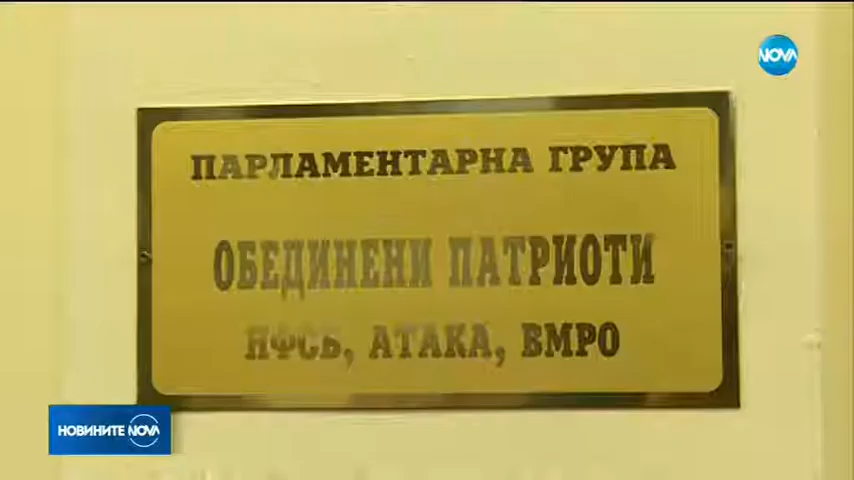 NOVA
ПАРЛАМЕНТАРНА ГРУПА
ОБЕДИНЕНИ ПАТРИОТИ
НФСБ, АТАКА, ВМРО
НОВИНИТЕ NOVA